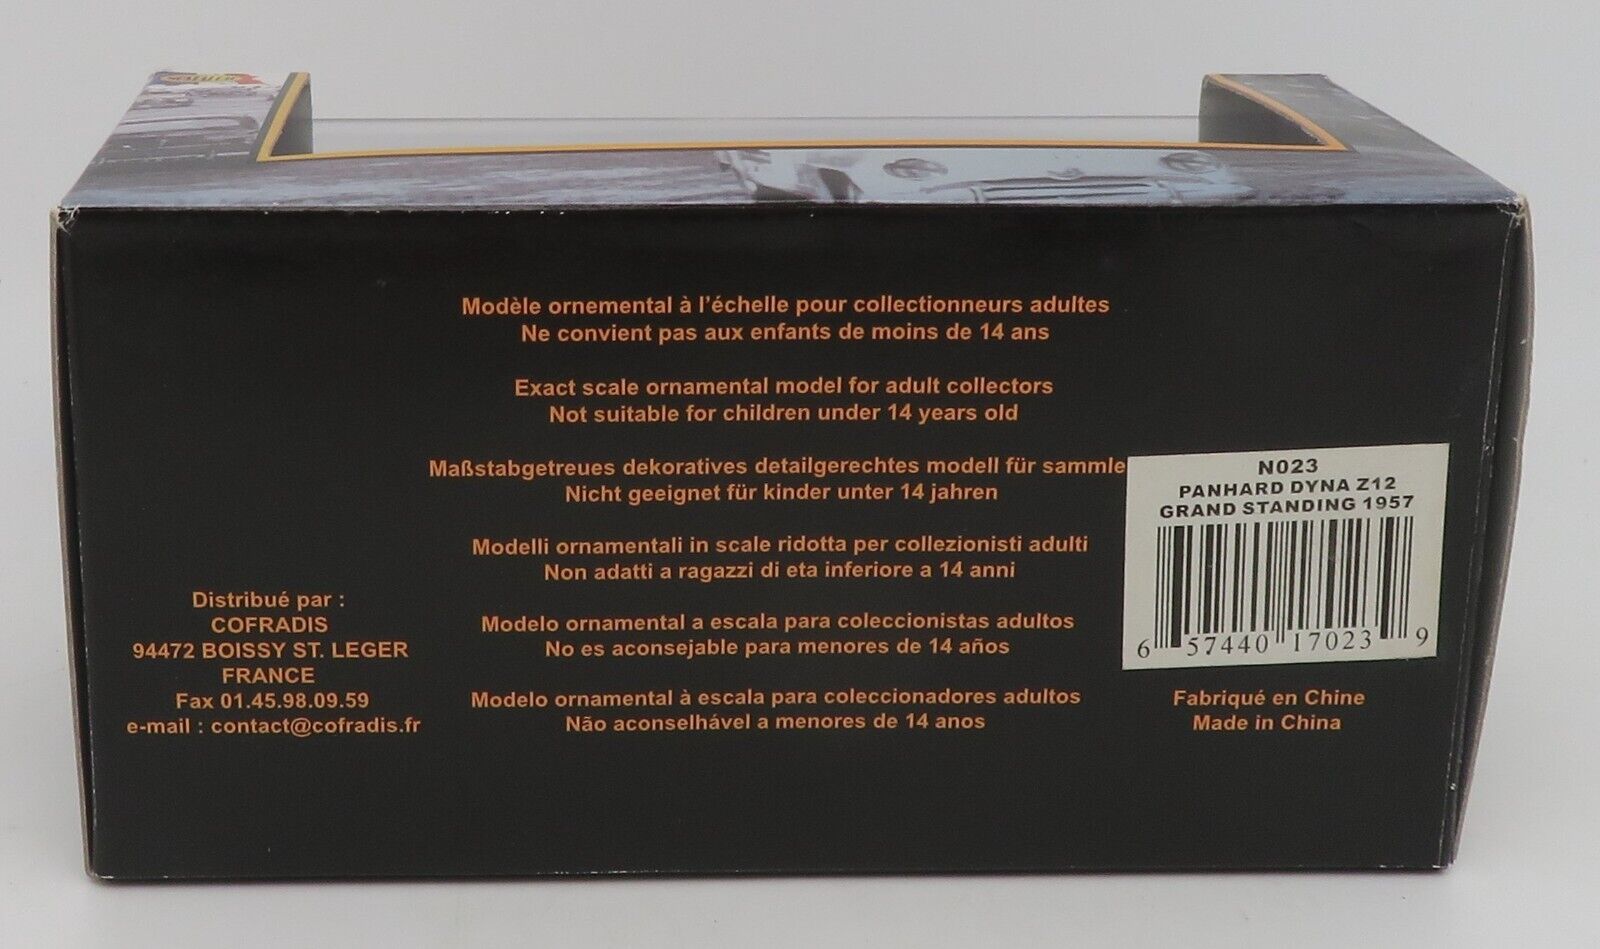 Modèle ornemental à l'échelle pour collectionneurs adultes
Ne convient pas aux enfants de moins de 14 ans
Exact scale ornamental model for adult collectors
Not suitable for children under 14 years old
Maßstabgetreues dekoratives detailgerechtes modell für sammle
Nicht geeignet für kinder unter 14 jahren
Modelli ornamentali in scale ridotta per collezionisti adulti
Non adatti a ragazzi di eta inferiore a 14 anni
Modelo ornamental a escala para coleccionistas adultos
No es aconsejable para menores de 14 años
Modelo ornamental à escala para coleccionadores adultos
Não aconselhável a menores de 14 anos
Distribué par :
COFRADIS
94472 BOISSY ST. LEGER
FRANCE
Fax 01.45.98.09.59
e-mail : contact@cofradis.fr
N023
PANHARD DYNA Z12
GRAND STANDING 1957
6 57440 17023 9
Fabriqué en Chine
Made in China